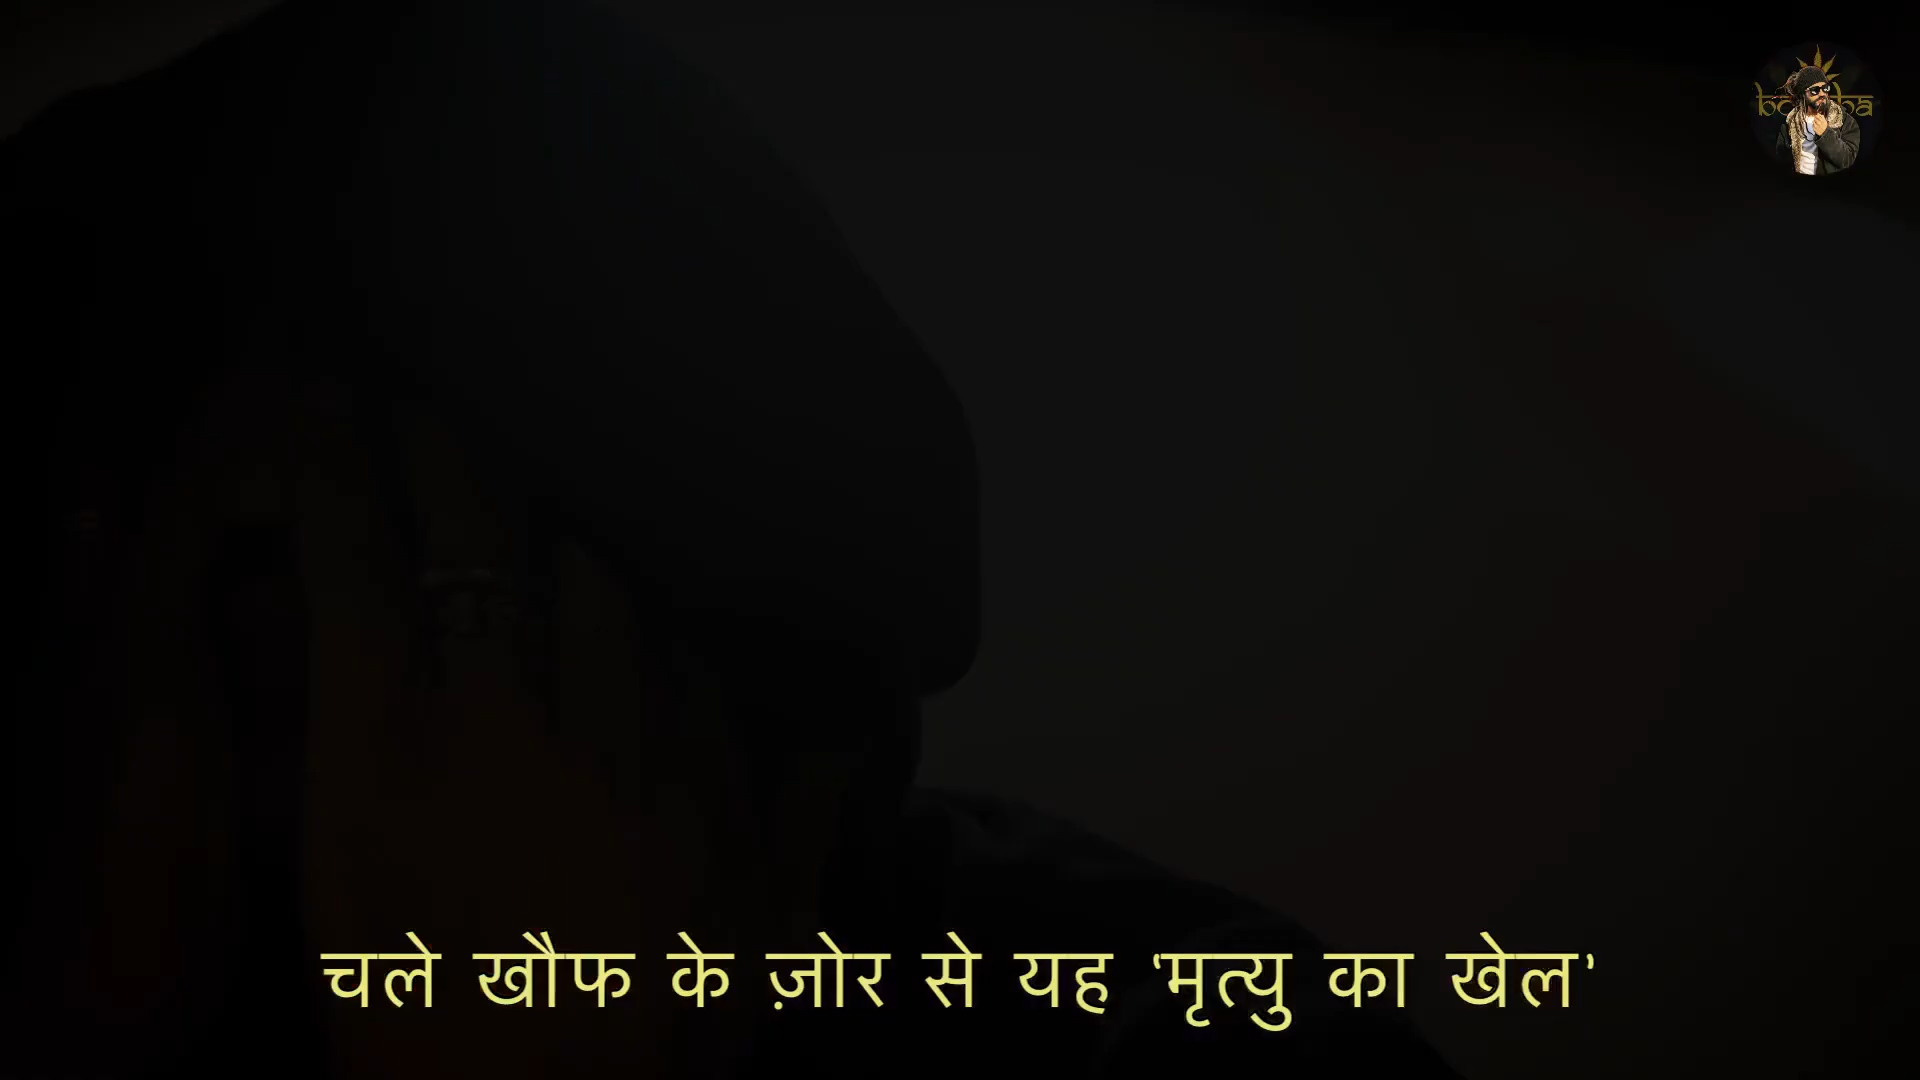 चले खौफ के ज़ोर से यह 'मृत्यु का खेल'